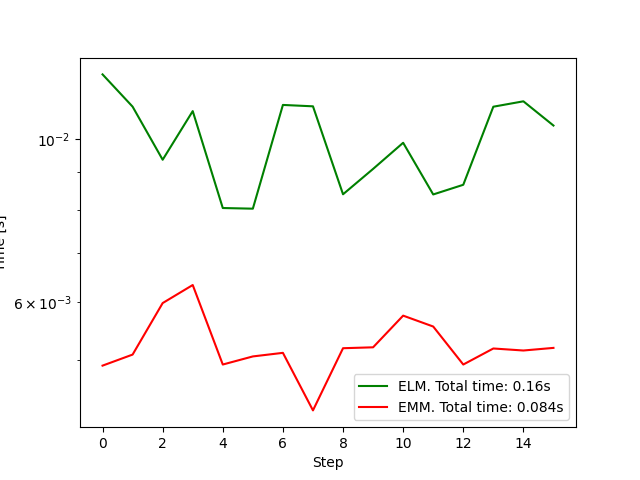 10⁻²
6 × 10⁻³
Time [s]
0 2 4 6 8 10 12 14
Step
ELM. Total time: 0.16s
EMM. Total time: 0.084s